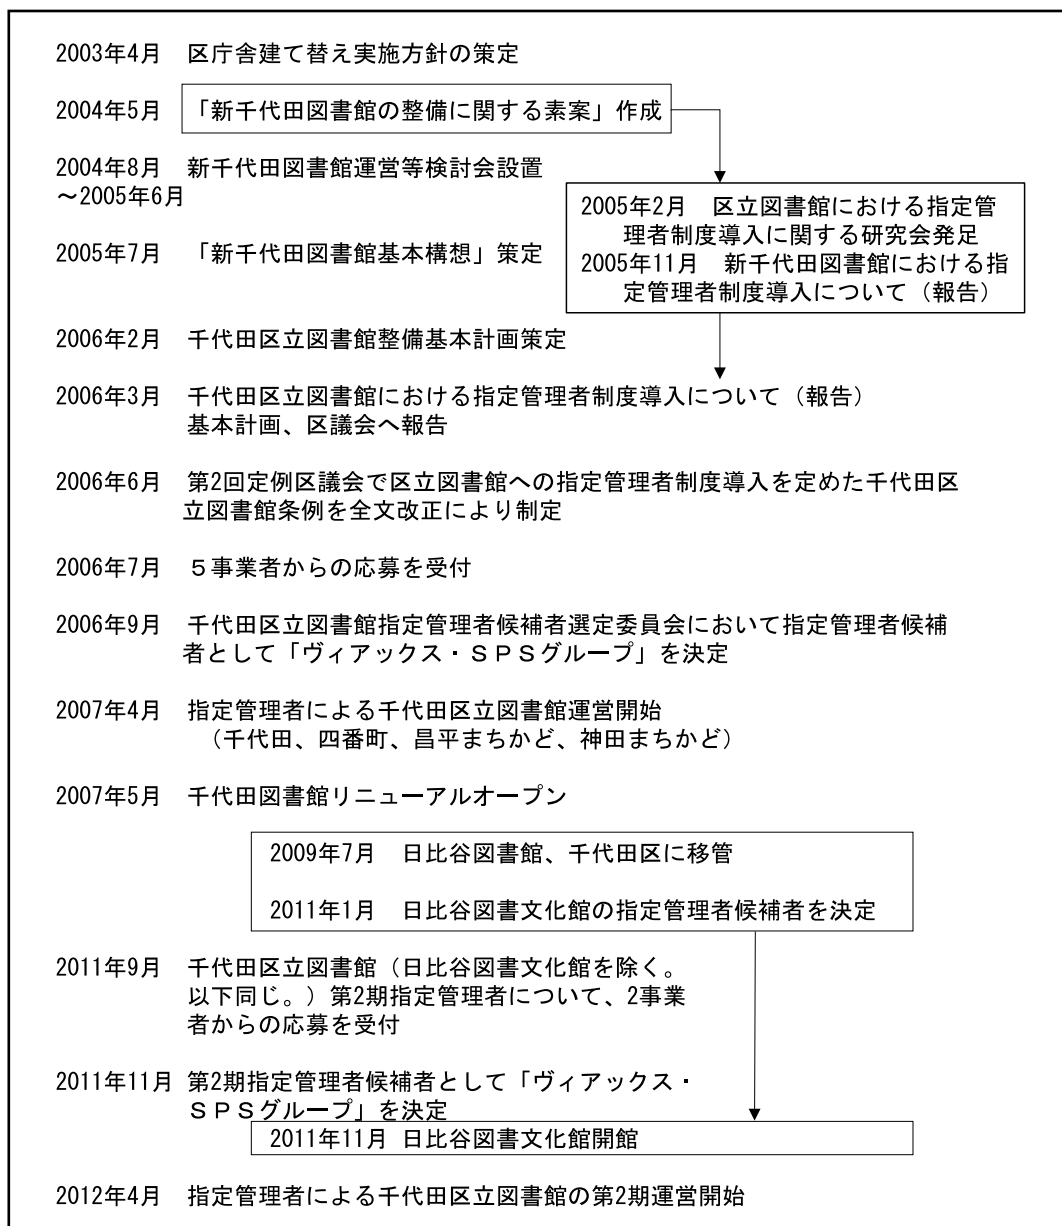 2003年4月 区庁舎建て替え実施方針の策定
2004年5月 「新千代田図書館の整備に関する素案」作成
2004年8月 新千代田図書館運営等検討会設置
～2005年6月
2005年2月 区立図書館における指定管
理者制度導入に関する研究会発足
2005年11月 新千代田図書館における指
定管理者制度導入について（報告）
2005年7月 「新千代田図書館基本構想」策定
2006年2月 千代田区立図書館整備基本計画策定
2006年3月 千代田区立図書館における指定管理者制度導入について（報告）
基本計画、区議会へ報告
2006年6月 第2回定例区議会で区立図書館への指定管理者制度導入を定めた千代田区
立図書館条例を全文改正により制定
2006年7月 ５事業者からの応募を受付
2006年9月 千代田区立図書館指定管理者候補者選定委員会において指定管理者候補
者として「ヴィアックス・ＳＰＳグループ」を決定
2007年4月 指定管理者による千代田区立図書館運営開始
（千代田、四番町、昌平まちかど、神田まちかど）
2007年5月 千代田図書館リニューアルオープン
2009年7月 日比谷図書館、千代田区に移管
2011年1月 日比谷図書文化館の指定管理者候補者を決定
2011年9月 千代田区立図書館（日比谷図書文化館を除く。
以下同じ。）第2期指定管理者について、2事業
者からの応募を受付
2011年11月 第2期指定管理者候補者として「ヴィアックス・
ＳＰＳグループ」を決定
2011年11月 日比谷図書文化館開館
2012年4月 指定管理者による千代田区立図書館の第2期運営開始